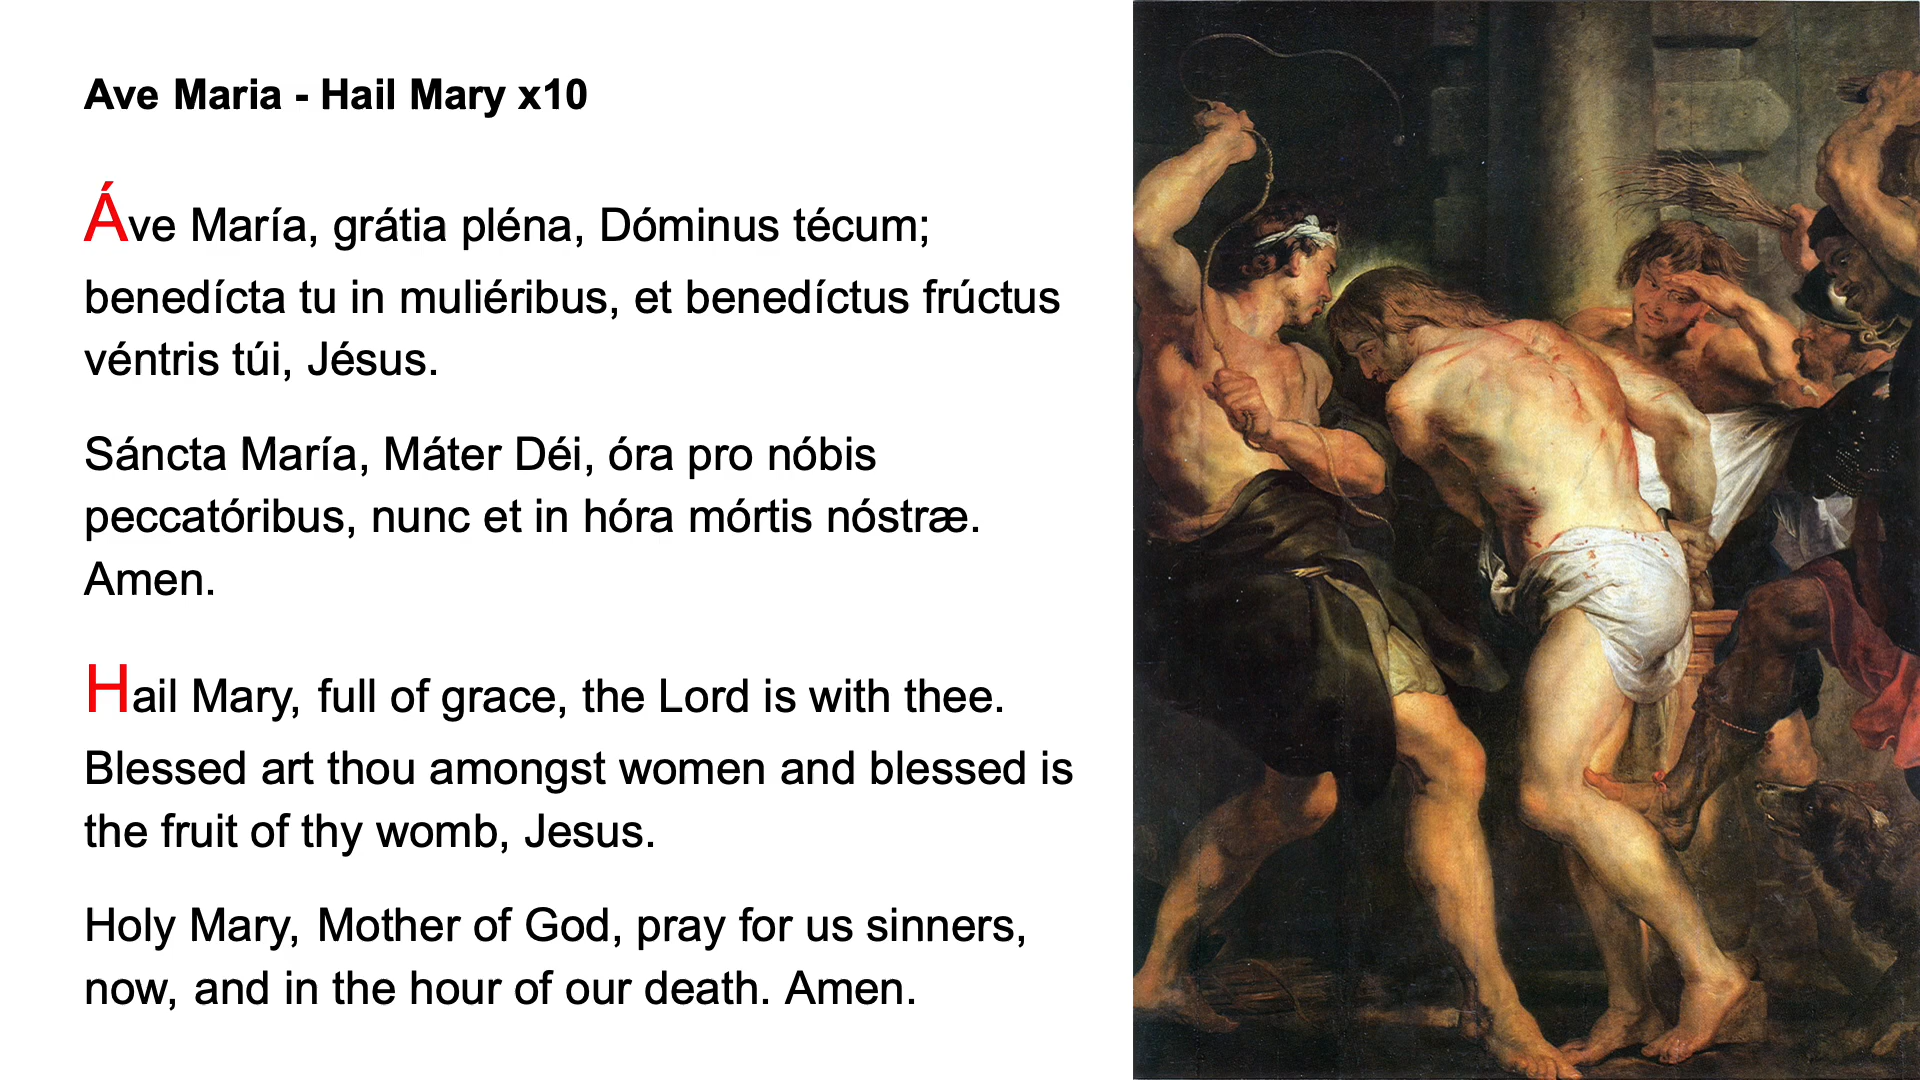 Ave Maria - Hail Mary x10
Áve María, grátia pléna, Dóminus técum;
benedícta tu in muliéribus, et benedíctus frúctus
véntris túi, Jésus.
Sáncta María, Máter Déi, óra pro nóbis
peccatóribus, nunc et in hóra mórtis nóstræ.
Amen.
Hail Mary, full of grace, the Lord is with thee.
Blessed art thou amongst women and blessed is
the fruit of thy womb, Jesus.
Holy Mary, Mother of God, pray for us sinners,
now, and in the hour of our death. Amen.